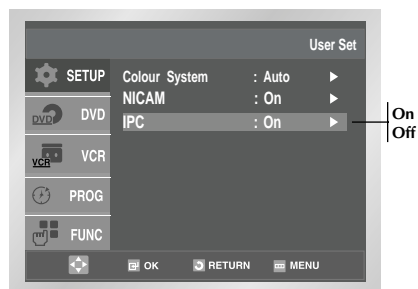 User Set
SETUP
DVD
DVD
VCR
VCR
PROG
FUNC
Colour System : Auto
NICAM : On
IPC : On
On
Off
OK RETURN MENU